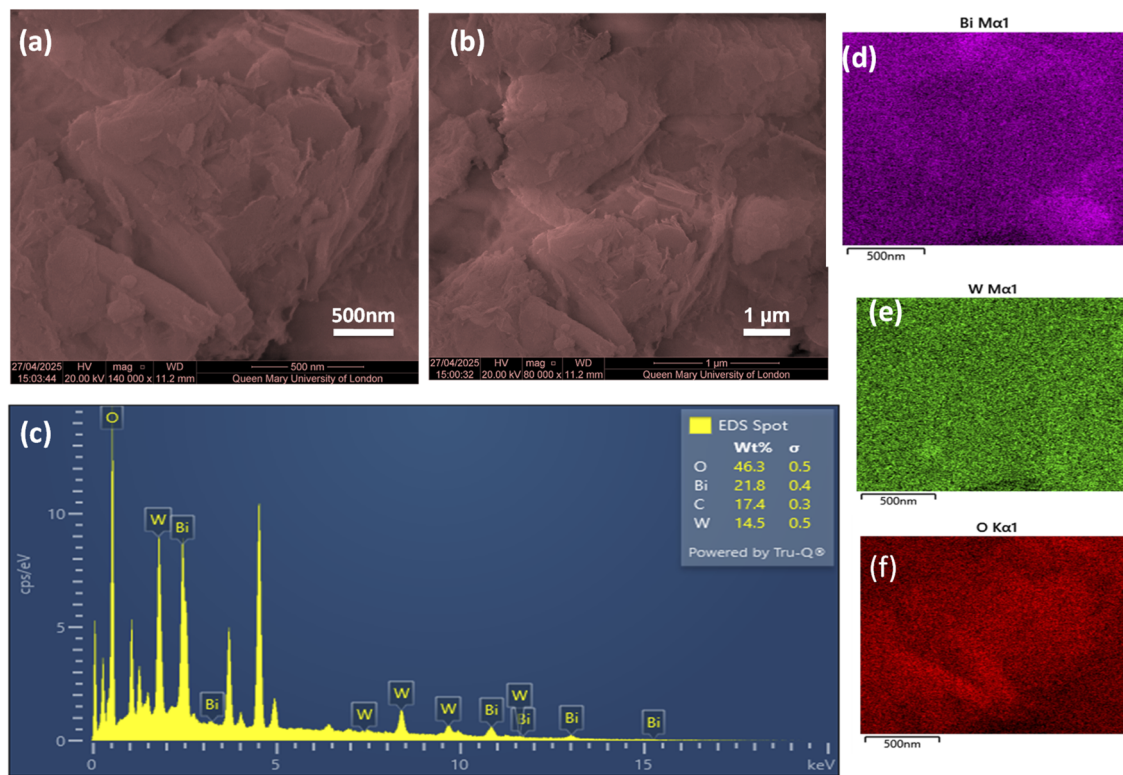 (a)
500nm
27/04/2025 HV mag □ WD 500 nm
15:03:44 20.00 kV 140 000 x 11.2 mm Queen Mary University of London
(b)
1 µm
27/04/2025 HV mag □ WD 1 µm
15:00:32 20.00 kV 80 000 x 11.2 mm Queen Mary University of London
(c)
cps/eV
10
5
0
O
W
Bi
Bi
W
W
W
Bi
W
Bi
Bi
Bi
0 5 10 15 keV
EDS Spot
Wt% σ
O 46.3 0.5
Bi 21.8 0.4
C 17.4 0.3
W 14.5 0.5
Powered by Tru-Q®
Bi Mα1
(d)
500nm
W Mα1
(e)
500nm
O Kα1
(f)
500nm